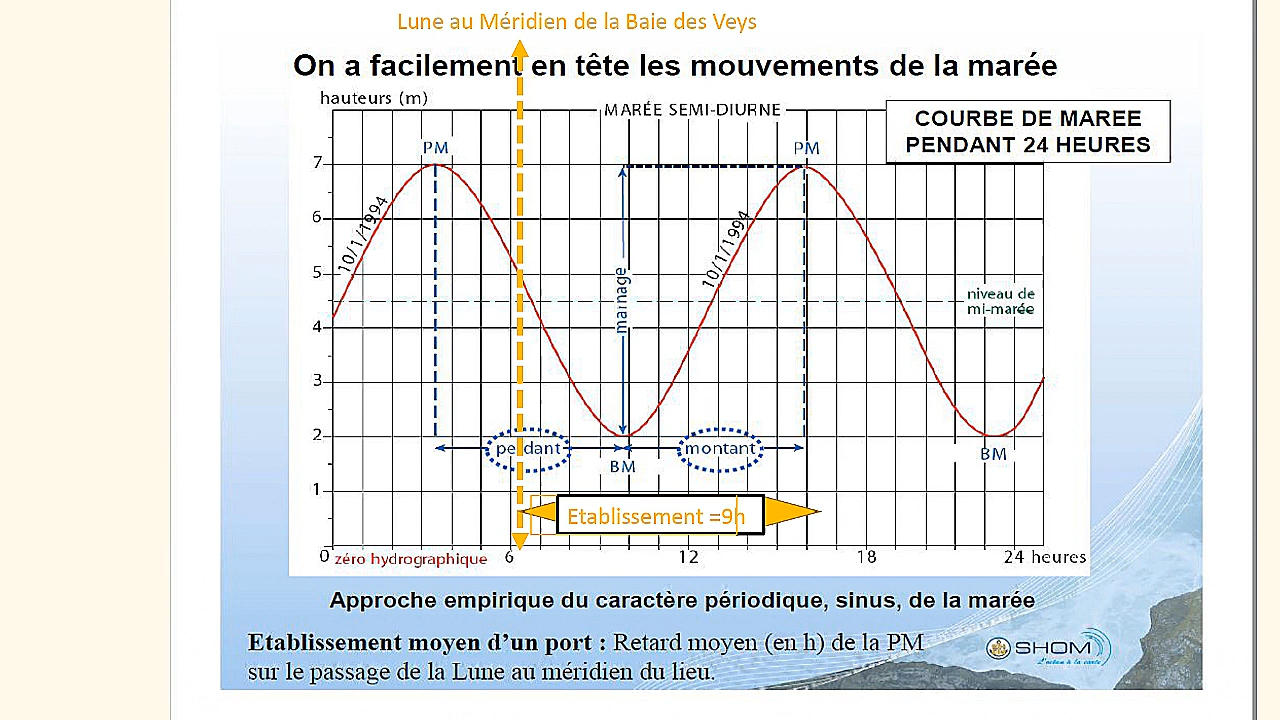 Lune au Méridien de la Baie des Veys
On a facilement en tête les mouvements de la marée
hauteurs (m)
MARÉE SEMI-DIURNE
COURBE DE MAREE
PENDANT 24 HEURES
PM
PM
7
10/1/1994
10/1/1994
6
5
marnage
niveau de
mi-marée
4
3
2
pendant
montant
BM
BM
1
Etablissement =9h
0
zéro hydrographique
6
12
18
24 heures
Approche empirique du caractère périodique, sinus, de la marée
Etablissement moyen d’un port : Retard moyen (en h) de la PM
sur le passage de la Lune au méridien du lieu.
SHOM
L'océan à la carte